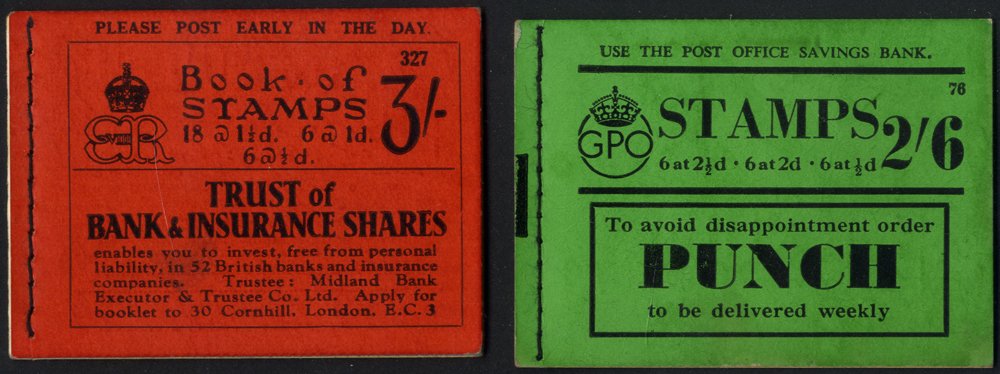 PLEASE POST EARLY IN THE DAY.
327
Book · of
STAMPS
3/-
18 @ 1½d. 6 @ 1d.
6 @ ½d.
E VIII R
TRUST of
BANK & INSURANCE SHARES
enables you to invest, free from personal
liability, in 52 British banks and insurance
companies. Trustee: Midland Bank
Executor & Trustee Co. Ltd. Apply for
booklet to 30 Cornhill, London, E.C.3
USE THE POST OFFICE SAVINGS BANK.
76
GPO
STAMPS 2/6
6 at 2½d · 6 at 2d · 6 at ½d
To avoid disappointment order
PUNCH
to be delivered weekly